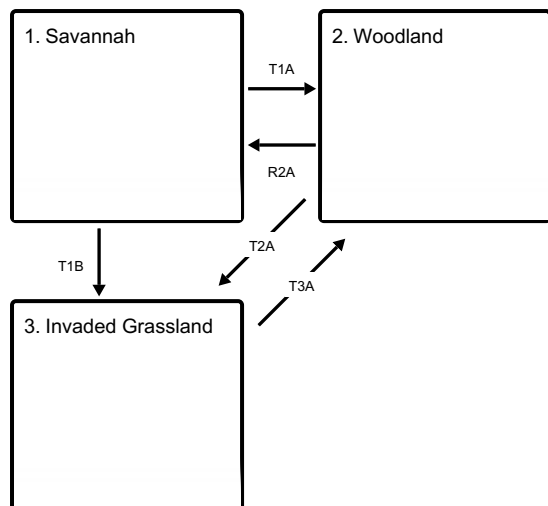 1. Savannah
2. Woodland
T1A
R2A
T2A
T1B
T3A
3. Invaded Grassland